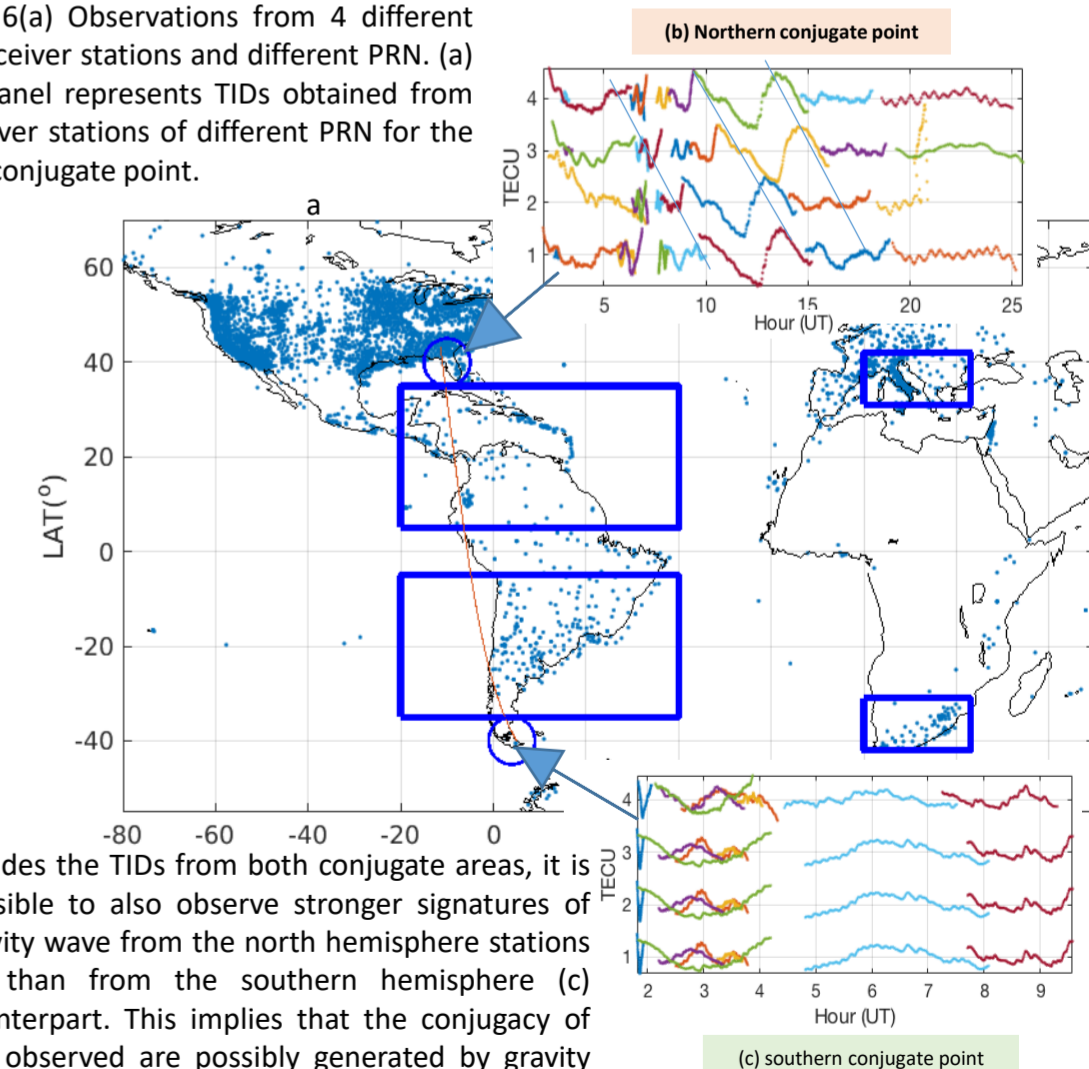 6(a) Observations from 4 different
ceiver stations and different PRN. (a)
anel represents TIDs obtained from
ver stations of different PRN for the
conjugate point.
(b) Northern conjugate point
4
3
2
1
TECU
5 10 15 20 25
Hour (UT)
a
60
40
20
0
-20
-40
LAT(o)
-80 -60 -40 -20 0
4
3
2
1
TECU
2 3 4 5 6 7 8 9
Hour (UT)
(c) southern conjugate point
des the TIDs from both conjugate areas, it is
sible to also observe stronger signatures of
vity wave from the north hemisphere stations
than from the southern hemisphere (c)
nterpart. This implies that the conjugacy of
observed are possibly generated by gravity